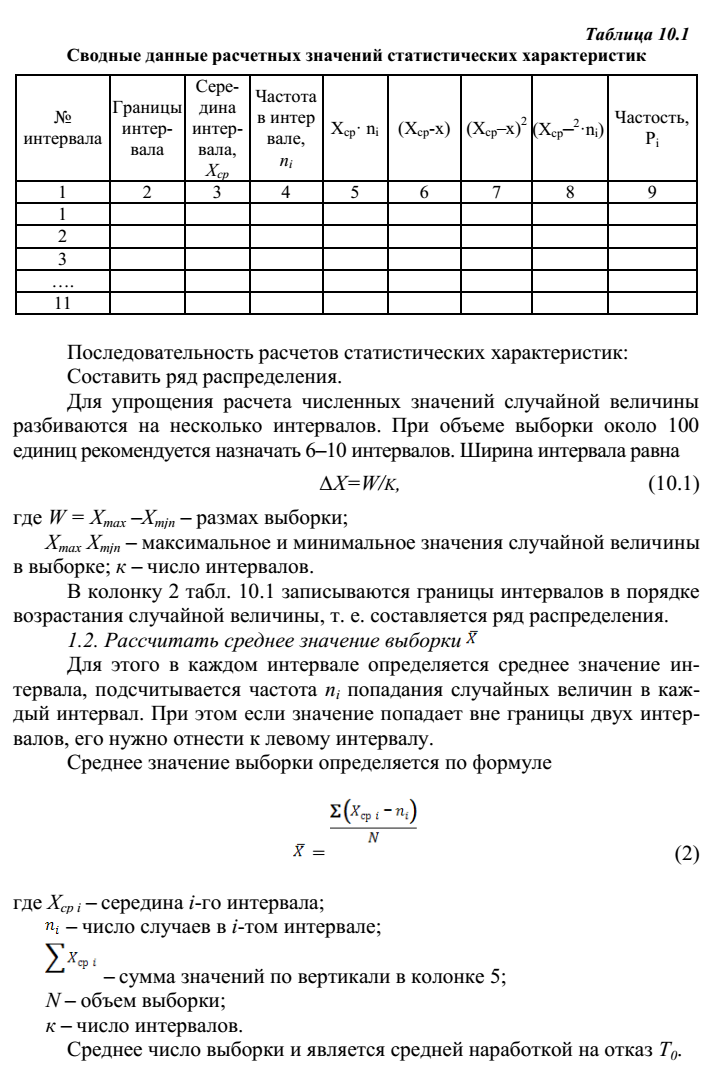 Таблица 10.1
Сводные данные расчетных значений статистических характеристик
№ интервала | Границы интер-вала | Сере-дина интер-вала, Xср | Частота в интер вале, ni | Xср· ni | (Xср-x) | (Xср–x)2 | (Xср–2·ni) | Частость, Pi
1 2 3 4 5 6 7 8 9
1
2
3
….
11
Последовательность расчетов статистических характеристик:
Составить ряд распределения.
Для упрощения расчета численных значений случайной величины
разбиваются на несколько интервалов. При объеме выборки около 100
единиц рекомендуется назначать 6–10 интервалов. Ширина интервала равна
ΔX=W/к, (10.1)
где W = Xmax –Xmjn – размах выборки;
Xmax Xmjn – максимальное и минимальное значения случайной величины
в выборке; к – число интервалов.
В колонку 2 табл. 10.1 записываются границы интервалов в порядке
возрастания случайной величины, т. е. составляется ряд распределения.
1.2. Рассчитать среднее значение выборки x̄
Для этого в каждом интервале определяется среднее значение ин-
тервала, подсчитывается частота ni попадания случайных величин в каж-
дый интервал. При этом если значение попадает вне границы двух интер-
валов, его нужно отнести к левому интервалу.
Среднее значение выборки определяется по формуле
Σ(Xср i − ni)
N
X̄ = (2)
где Xср i – середина i-го интервала;
ni – число случаев в i-том интервале;
∑Xср i – сумма значений по вертикали в колонке 5;
N – объем выборки;
к – число интервалов.
Среднее число выборки и является средней наработкой на отказ T0.